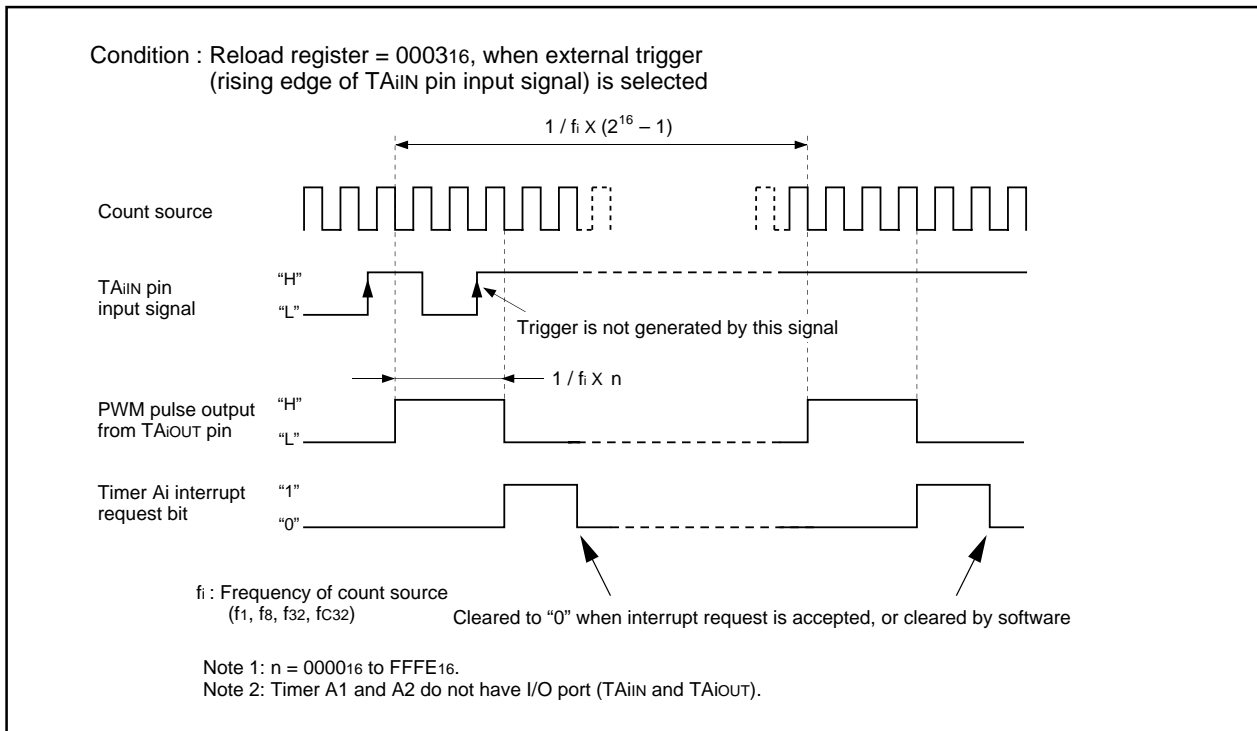 Condition : Reload register = 000316, when external trigger
(rising edge of TAiIN pin input signal) is selected
1 / fi X (2^16 – 1)
Count source
TAiIN pin
input signal
“H”
“L”
Trigger is not generated by this signal
1 / fi X n
PWM pulse output
from TAiOUT pin
“H”
“L”
Timer Ai interrupt
request bit
“1”
“0”
fi : Frequency of count source
(f1, f8, f32, fC32)
Cleared to “0” when interrupt request is accepted, or cleared by software
Note 1: n = 000016 to FFFE16.
Note 2: Timer A1 and A2 do not have I/O port (TAiIN and TAiOUT).